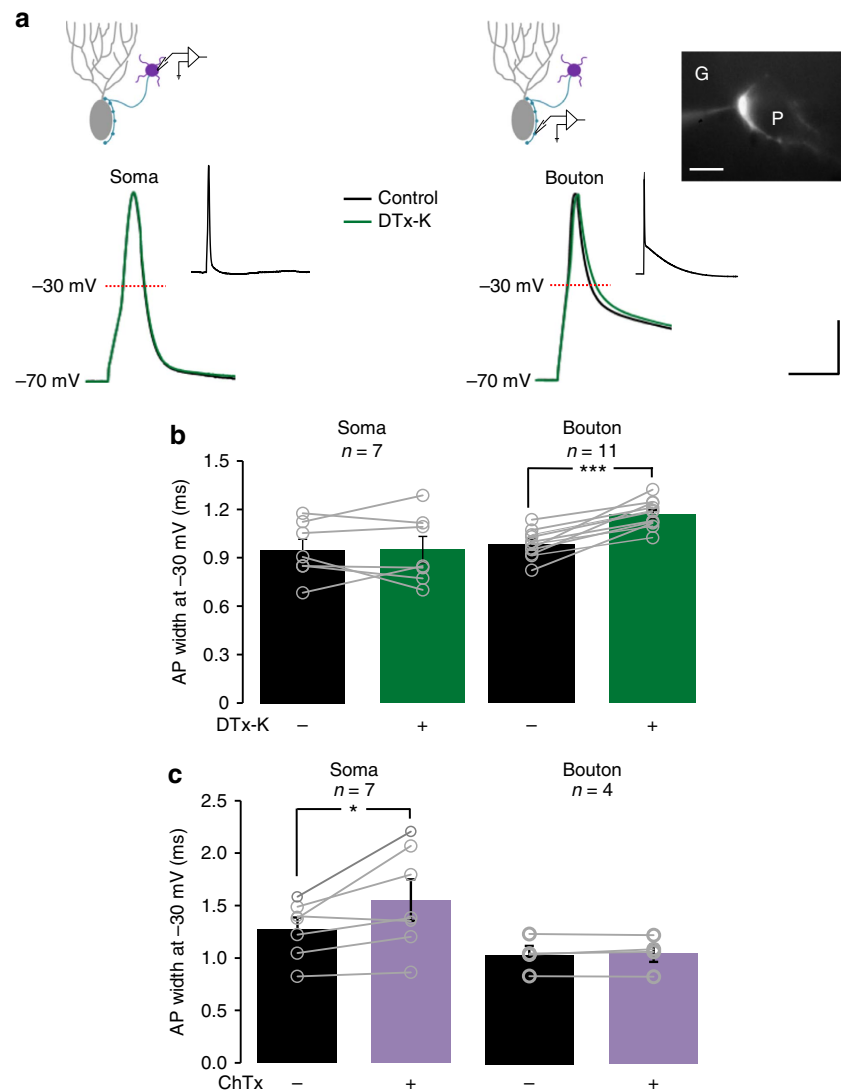 a
G
P
Soma
Control
DTx-K
Bouton
–30 mV
–70 mV
–30 mV
–70 mV
b
Soma
n = 7
Bouton
n = 11
***
AP width at –30 mV (ms)
1.5
1.2
0.9
0.6
0.3
0
DTx-K – + – +
c
Soma
n = 7
Bouton
n = 4
*
AP width at –30 mV (ms)
2.5
2.0
1.5
1.0
0.5
0.0
ChTx – + – +